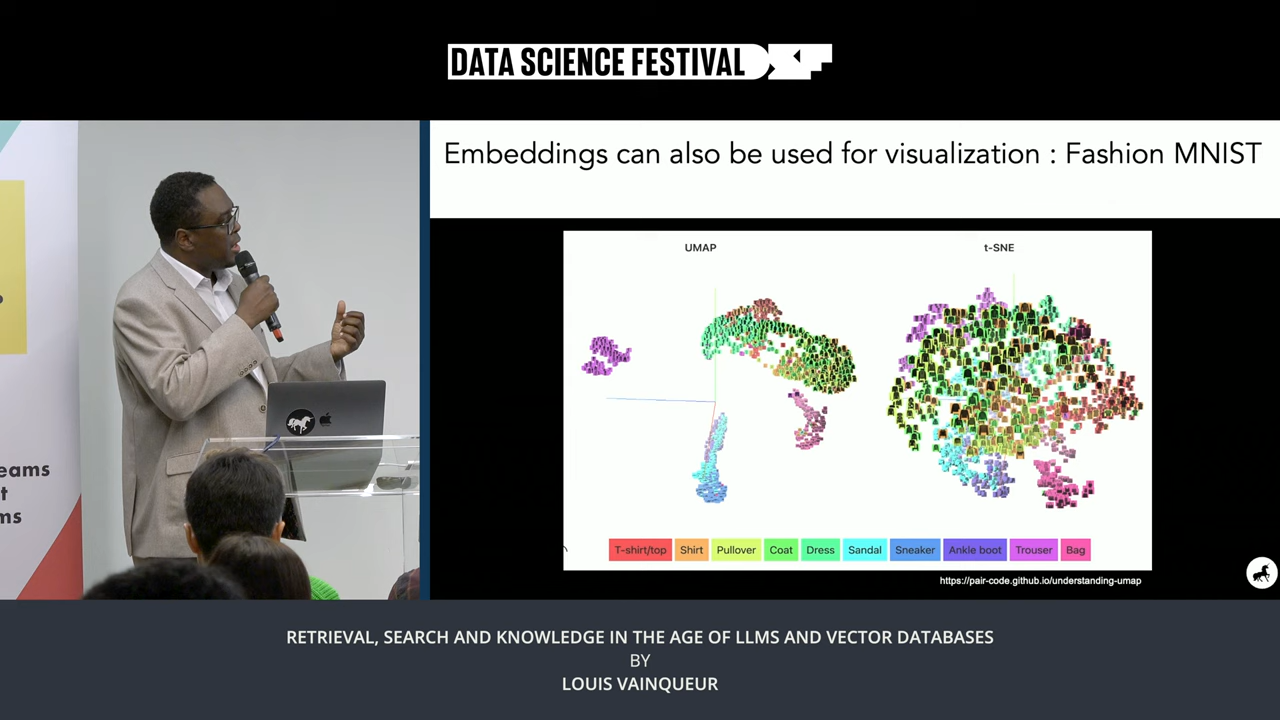 DATA SCIENCE FESTIVAL
Embeddings can also be used for visualization : Fashion MNIST
UMAP
t-SNE
T-shirt/top
Shirt
Pullover
Coat
Dress
Sandal
Sneaker
Ankle boot
Trouser
Bag
https://pair-code.github.io/understanding-umap
RETRIEVAL, SEARCH AND KNOWLEDGE IN THE AGE OF LLMS AND VECTOR DATABASES
BY
LOUIS VAINQUEUR